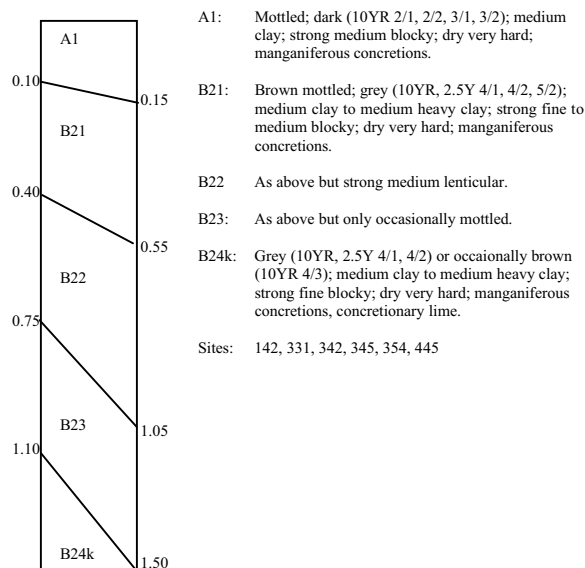 A1
0.10
0.15
B21
0.40
0.55
B22
0.75
B23
1.05
1.10
B24k
1.50
A1: Mottled; dark (10YR 2/1, 2/2, 3/1, 3/2); medium
clay; strong medium blocky; dry very hard;
manganiferous concretions.
B21: Brown mottled; grey (10YR, 2.5Y 4/1, 4/2, 5/2);
medium clay to medium heavy clay; strong fine to
medium blocky; dry very hard; manganiferous
concretions.
B22 As above but strong medium lenticular.
B23: As above but only occasionally mottled.
B24k: Grey (10YR, 2.5Y 4/1, 4/2) or occaionally brown
(10YR 4/3); medium clay to medium heavy clay;
strong fine blocky; dry very hard; manganiferous
concretions, concretionary lime.
Sites: 142, 331, 342, 345, 354, 445